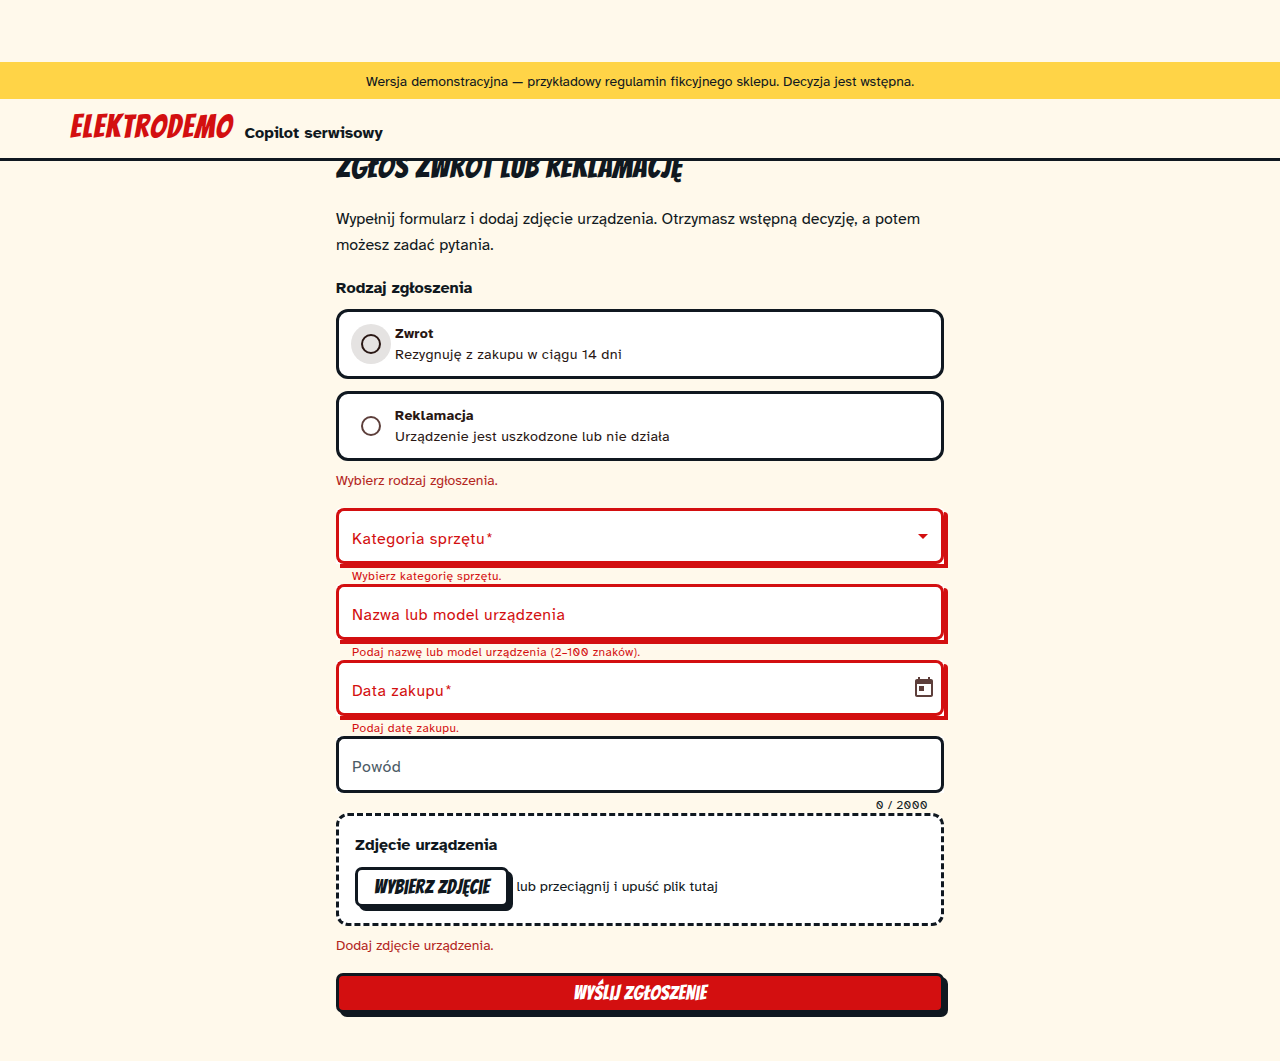 Wersja demonstracyjna — przykładowy regulamin fikcyjnego sklepu. Decyzja jest wstępna.
ELEKTRODEMO Copilot serwisowy
ZGŁOŚ ZWROT LUB REKLAMACJĘ
Wypełnij formularz i dodaj zdjęcie urządzenia. Otrzymasz wstępną decyzję, a potem
możesz zadać pytania.
Rodzaj zgłoszenia
Zwrot
Rezygnuję z zakupu w ciągu 14 dni
Reklamacja
Urządzenie jest uszkodzone lub nie działa
Wybierz rodzaj zgłoszenia.
Kategoria sprzętu*
Wybierz kategorię sprzętu.
Nazwa lub model urządzenia
Podaj nazwę lub model urządzenia (2–100 znaków).
Data zakupu*
Podaj datę zakupu.
Powód
0 / 2000
Zdjęcie urządzenia
WYBIERZ ZDJĘCIE lub przeciągnij i upuść plik tutaj
Dodaj zdjęcie urządzenia.
WYŚLIJ ZGŁOSZENIE